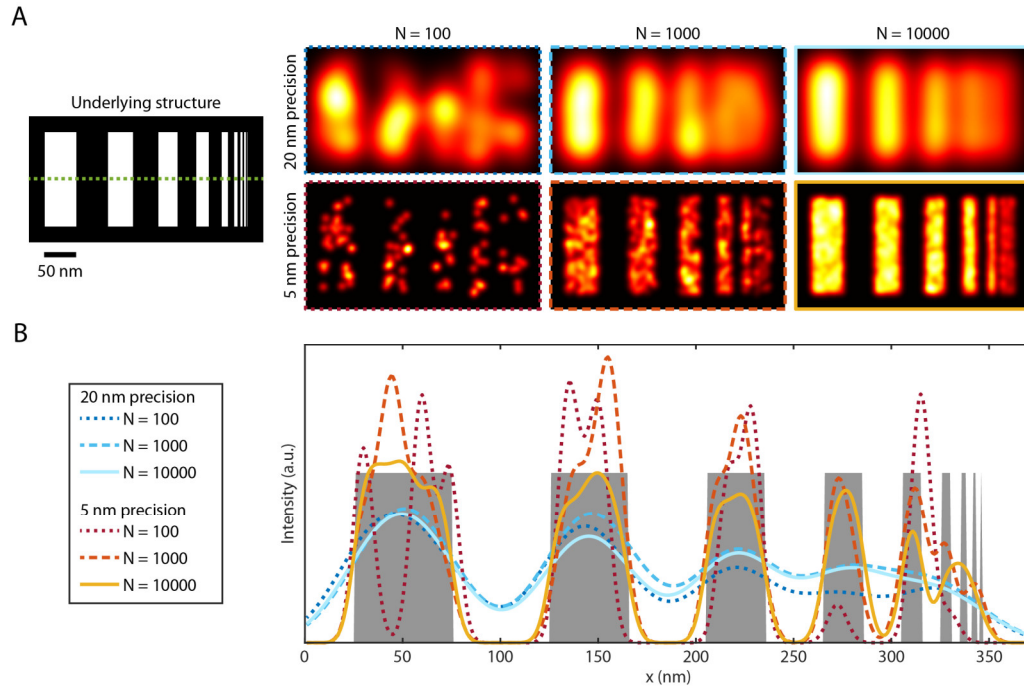 A
N = 100
N = 1000
N = 10000
Underlying structure
20 nm precision
5 nm precision
50 nm
B
20 nm precision
N = 100
N = 1000
N = 10000
5 nm precision
N = 100
N = 1000
N = 10000
Intensity (a.u.)
0
50
100
150
200
250
300
350
x (nm)